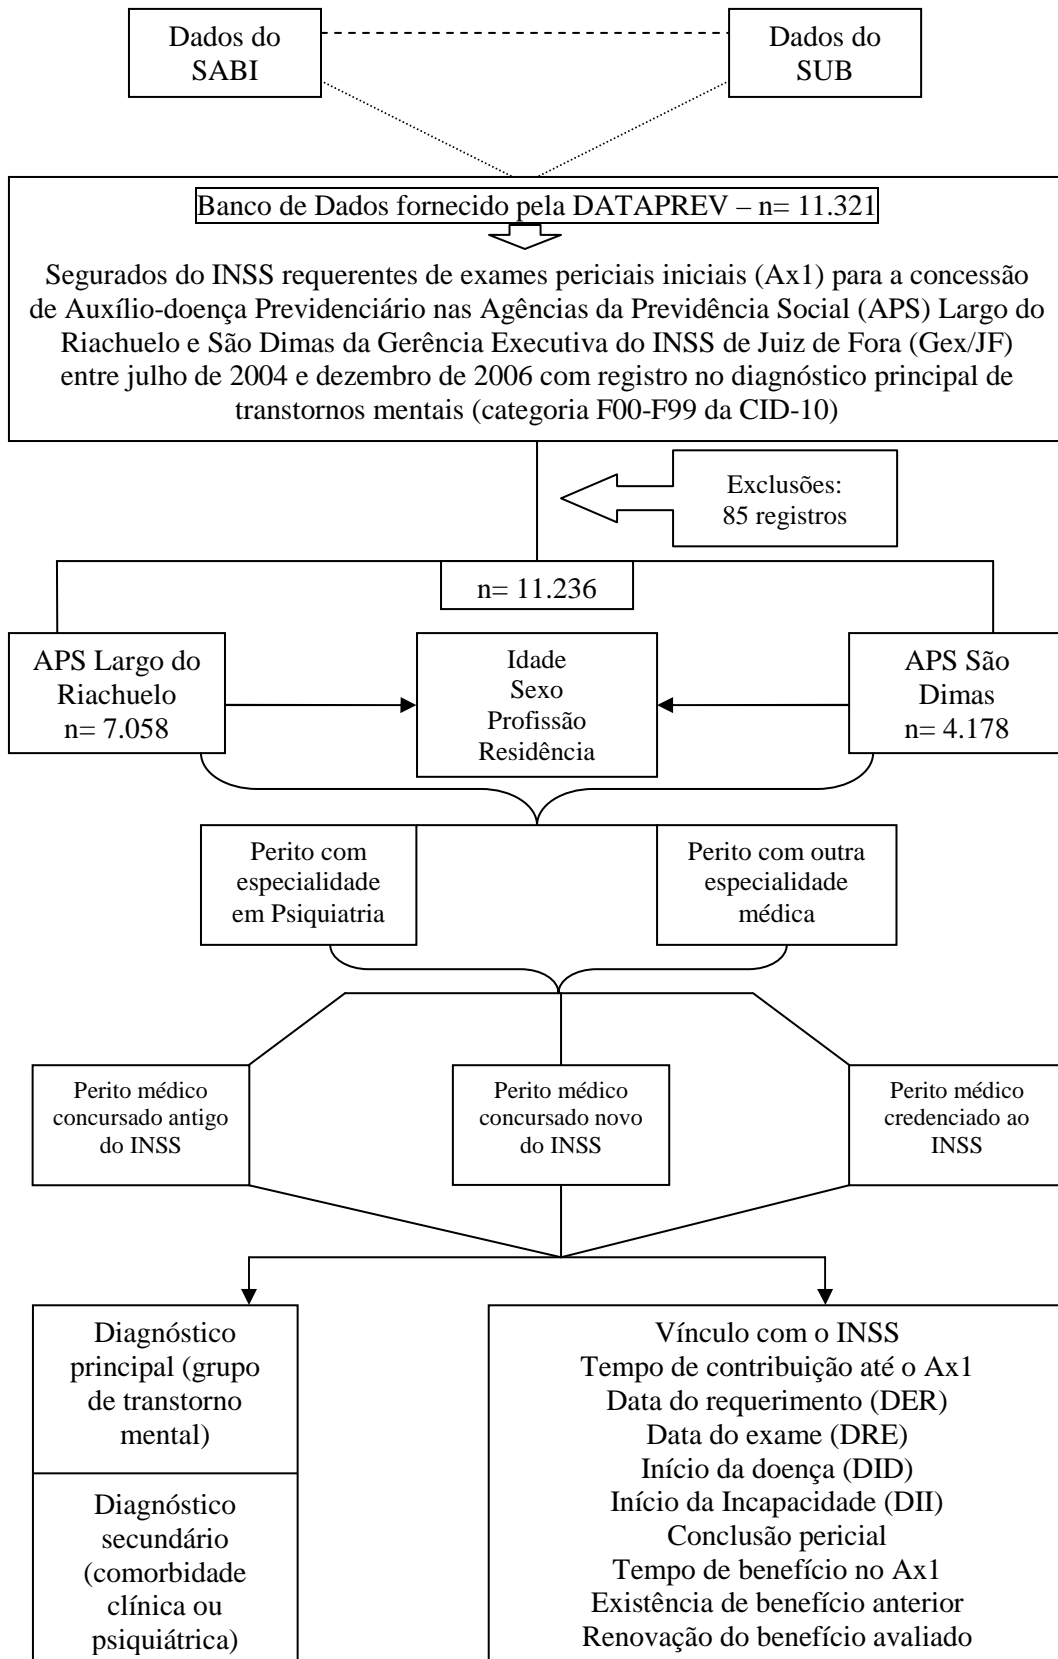 Dados do
SABI
Dados do
SUB
Banco de Dados fornecido pela DATAPREV – n= 11.321
Segurados do INSS requerentes de exames periciais iniciais (Ax1) para a concessão
de Auxílio-doença Previdenciário nas Agências da Previdência Social (APS) Largo do
Riachuelo e São Dimas da Gerência Executiva do INSS de Juiz de Fora (Gex/JF)
entre julho de 2004 e dezembro de 2006 com registro no diagnóstico principal de
transtornos mentais (categoria F00-F99 da CID-10)
Exclusões:
85 registros
n= 11.236
APS Largo do
Riachuelo
n= 7.058
Idade
Sexo
Profissão
Residência
APS São
Dimas
n= 4.178
Perito com
especialidade
em Psiquiatria
Perito com outra
especialidade
médica
Perito médico
concursado antigo
do INSS
Perito médico
concursado novo
do INSS
Perito médico
credenciado ao
INSS
Diagnóstico
principal (grupo
de transtorno
mental)
Diagnóstico
secundário
(comorbidade
clínica ou
psiquiátrica)
Vínculo com o INSS
Tempo de contribuição até o Ax1
Data do requerimento (DER)
Data do exame (DRE)
Início da doença (DID)
Início da Incapacidade (DII)
Conclusão pericial
Tempo de benefício no Ax1
Existência de benefício anterior
Renovação do benefício avaliado